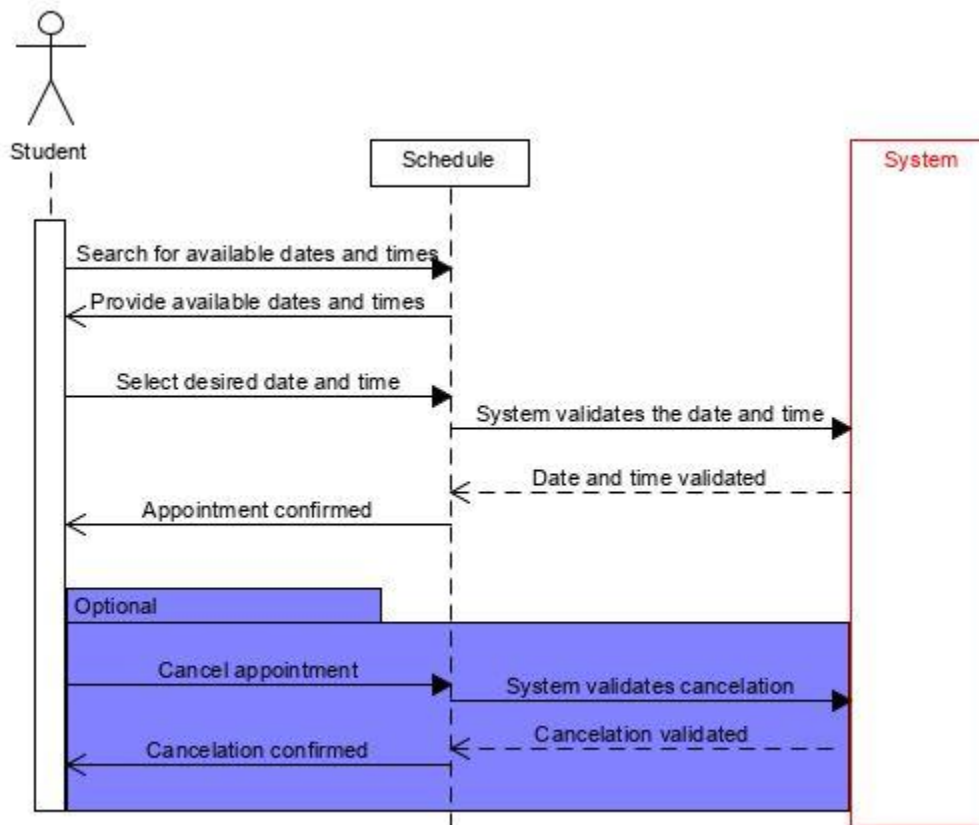 Student
Schedule
System
Search for available dates and times
Provide available dates and times
Select desired date and time
System validates the date and time
Date and time validated
Appointment confirmed
Optional
Cancel appointment
System validates cancelation
Cancelation validated
Cancelation confirmed